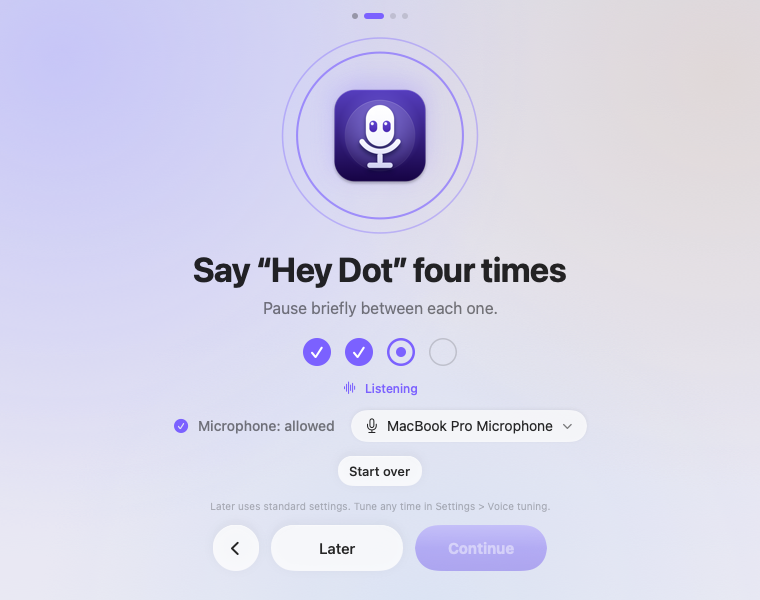 Say “Hey Dot” four times
Pause briefly between each one.
Listening
Microphone: allowed
MacBook Pro Microphone
Start over
Later uses standard settings. Tune any time in Settings > Voice tuning.
Later
Continue